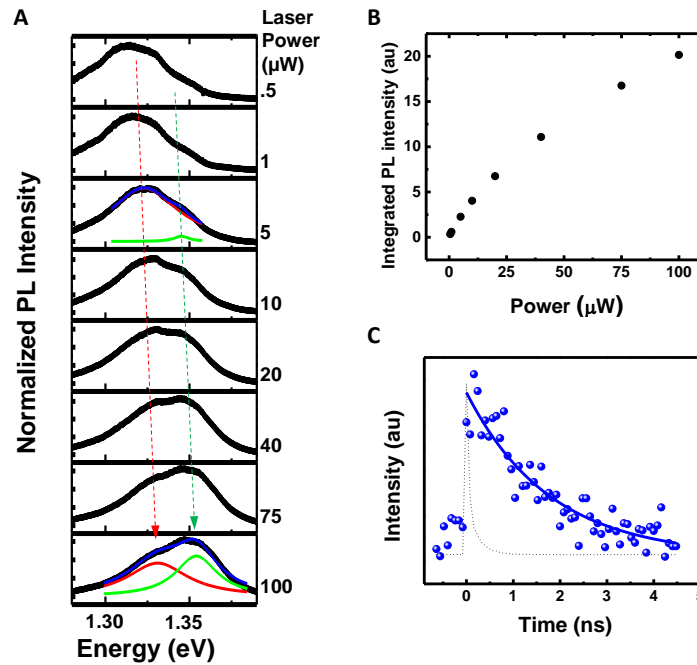 A
Laser
Power
(µW)
.5
1
5
10
20
40
75
100
Normalized PL Intensity
1.30 1.35
Energy (eV)
B
Integrated PL intensity (au)
20
15
10
5
0
0 25 50 75 100
Power (µW)
C
Intensity (au)
0 1 2 3 4 5
Time (ns)